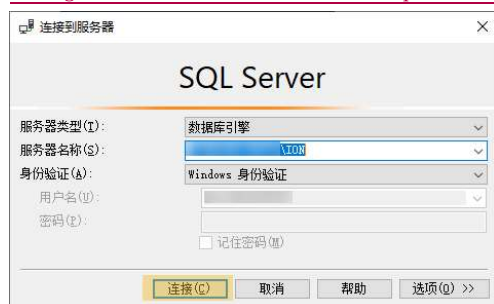 连接到服务器
SQL Server
服务器类型(T): 数据库引擎
服务器名称(S): \ION
身份验证(A): Windows 身份验证
用户名(U):
密码(P):
记住密码(M)
连接(C) 取消 帮助 选项(O) >>